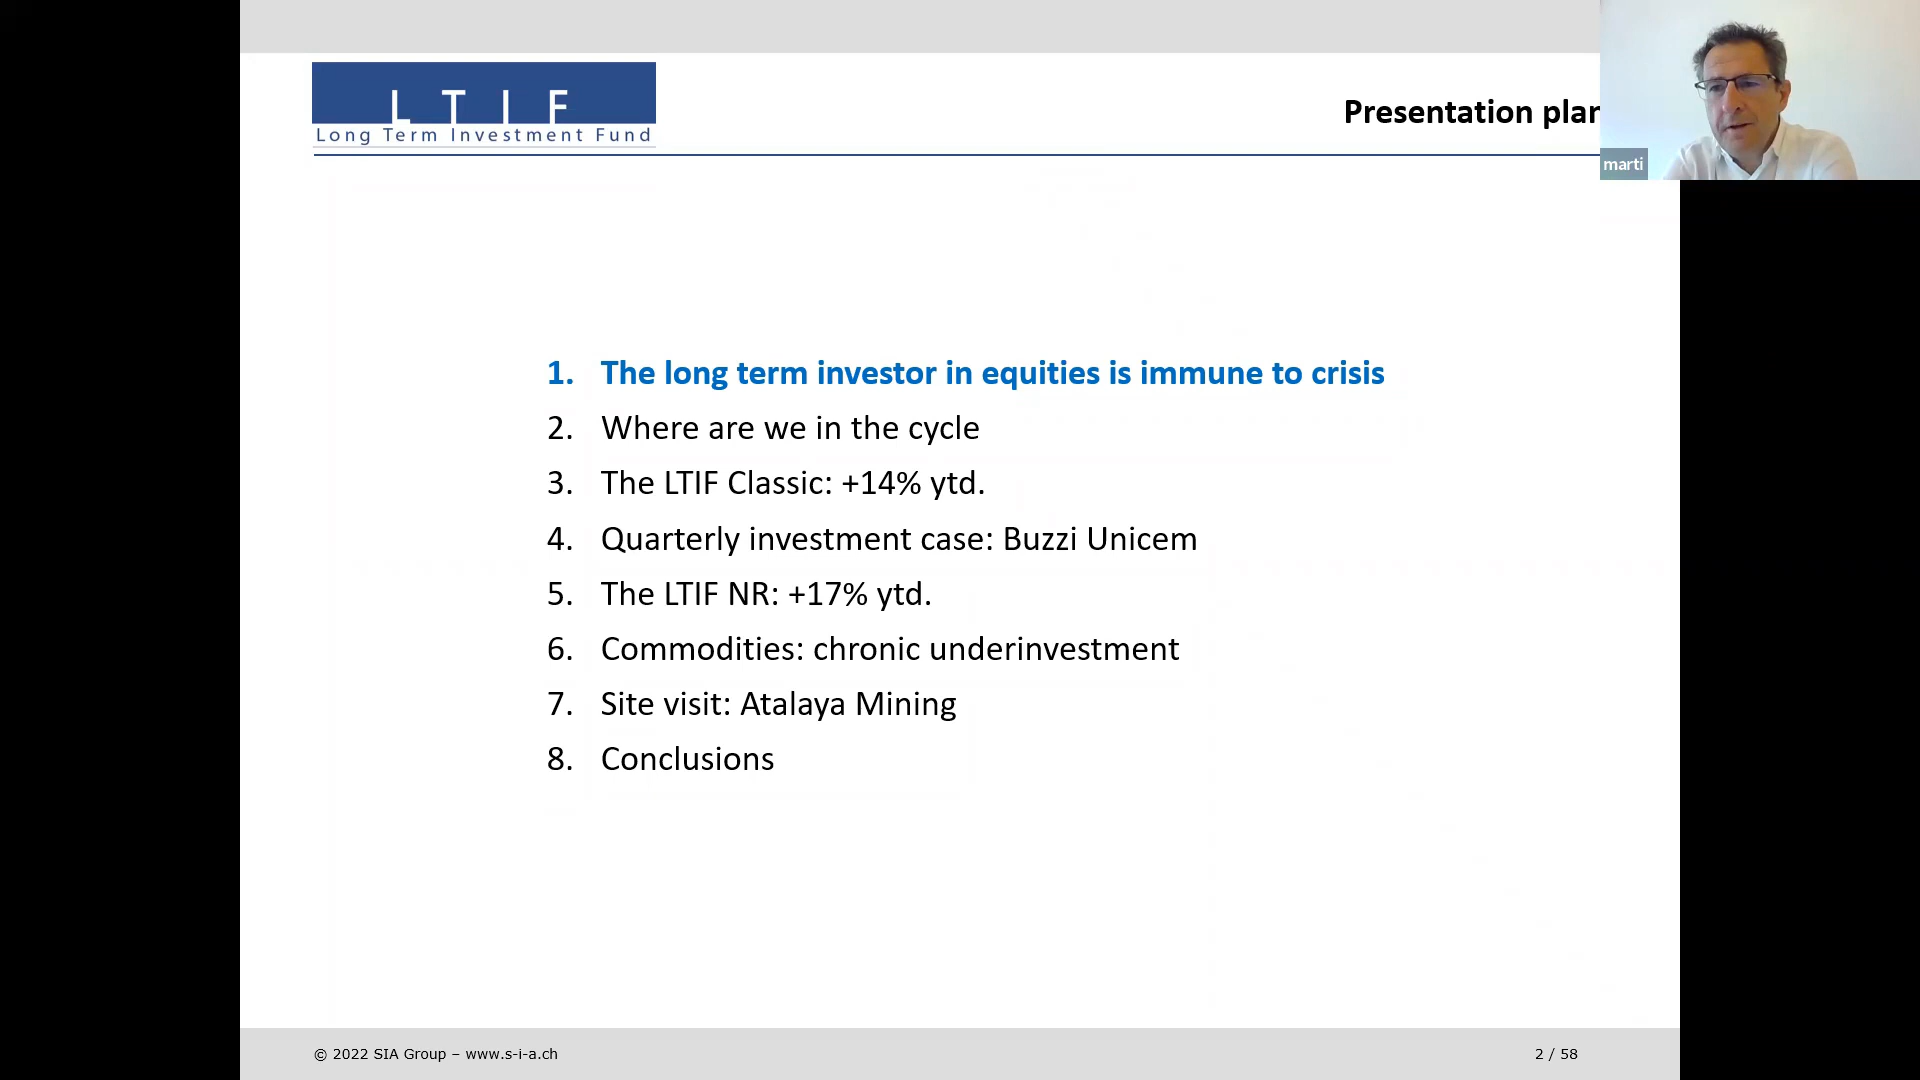 L T I F
Long Term Investment Fund
Presentation plan
marti
1. The long term investor in equities is immune to crisis
2. Where are we in the cycle
3. The LTIF Classic: +14% ytd.
4. Quarterly investment case: Buzzi Unicem
5. The LTIF NR: +17% ytd.
6. Commodities: chronic underinvestment
7. Site visit: Atalaya Mining
8. Conclusions
© 2022 SIA Group – www.s-i-a.ch
2 / 58